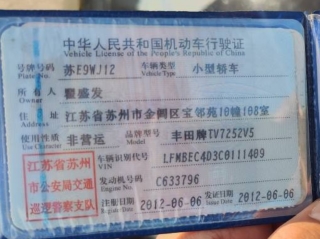 中华人民共和国机动车行驶证
Vehicle License of the People's Republic of China
号牌号码 苏E9WJ12 车辆类型 小型轿车
Plate No. Vehicle Type
所有人 翟盛发
Owner
住址 江苏省苏州市金阊区宝邻苑10幢108室
Address
使用性质 非营运 品牌型号 丰田牌TV7252V5
Use Character Model
江苏省苏州
市公安局交通
巡逻警察支队
车辆识别代号 LFMBEC4D3C0111489
VIN
发动机号码 C633796
Engine No.
注册日期 2012-06-06 发证日期 2012-06-06
Register Date Issue Date